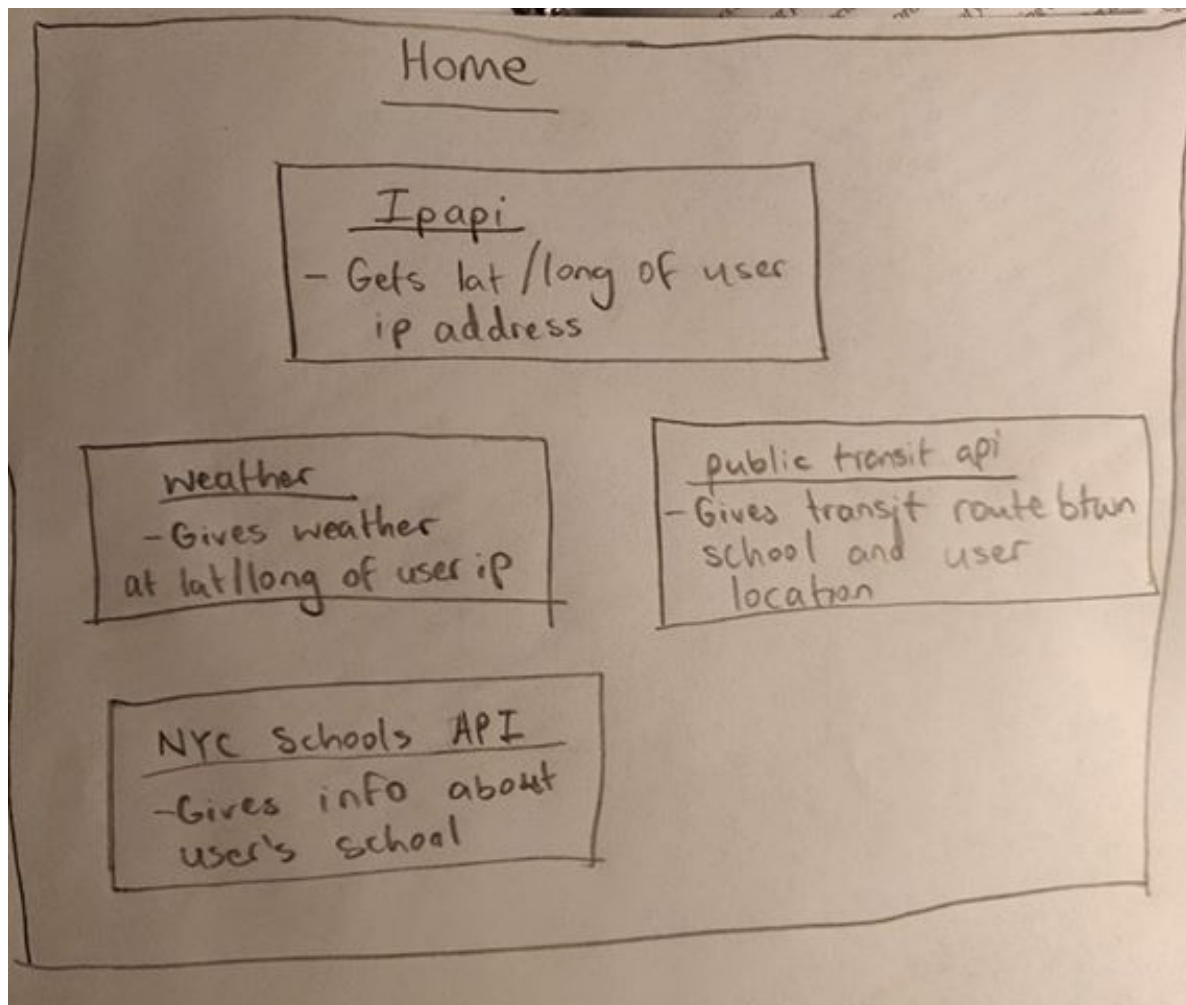 Home
Ipapi
- Gets lat/long of user
ip address
weather
- Gives weather
at lat/long of user ip
public transit api
- Gives transit route btwn
school and user
location
NYC Schools API
- Gives info about
user's school